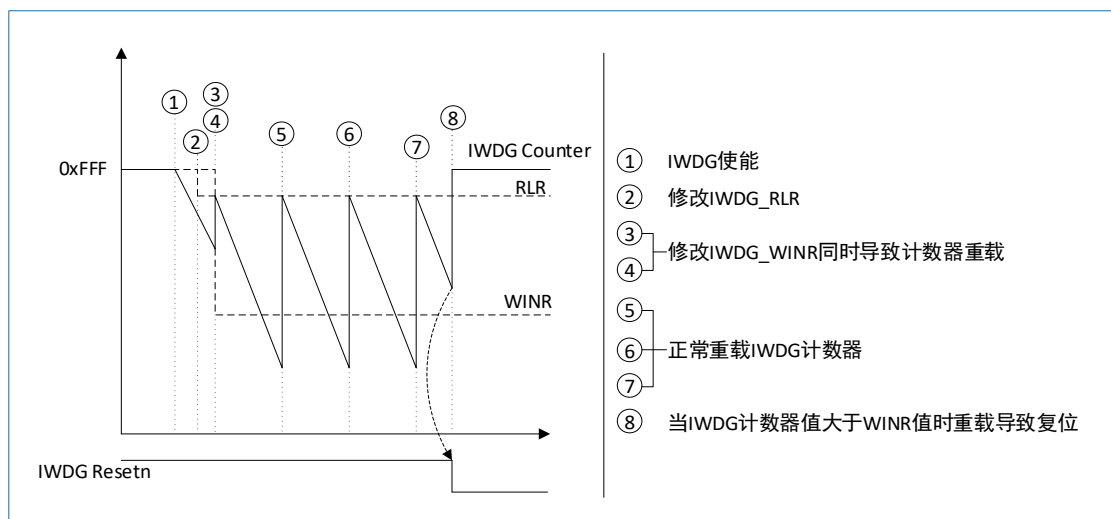 ③
① ④ ⑧
② ⑤ ⑥ ⑦
IWDG Counter
0xFFF
RLR
WINR
IWDG Resetn
① IWDG使能
② 修改IWDG_RLR
③
④ 修改IWDG_WINR同时导致计数器重载
⑤
⑥ 正常重载IWDG计数器
⑦
⑧ 当IWDG计数器值大于WINR值时重载导致复位